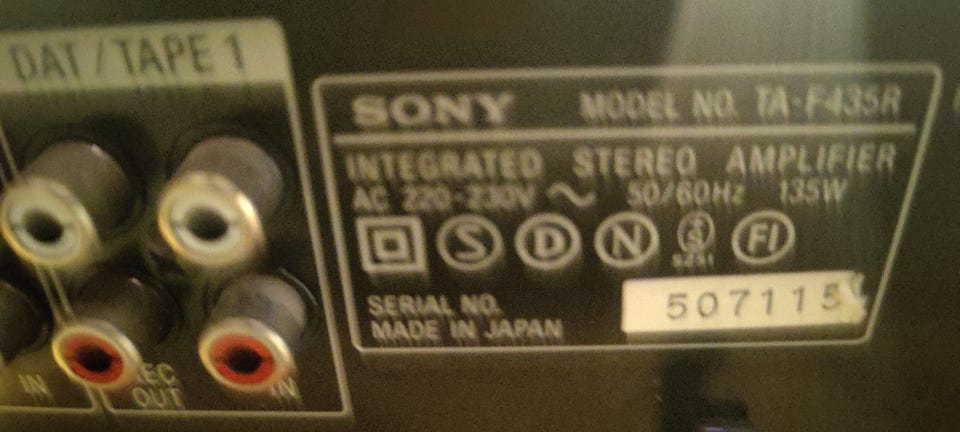 DAT / TAPE 1
SONY MODEL NO. TA-F435R
INTEGRATED STEREO AMPLIFIER
AC 220-230V ~ 50/60Hz 135W
S D N S FI
SERIAL NO. 507115
MADE IN JAPAN
IN
REC OUT
IN